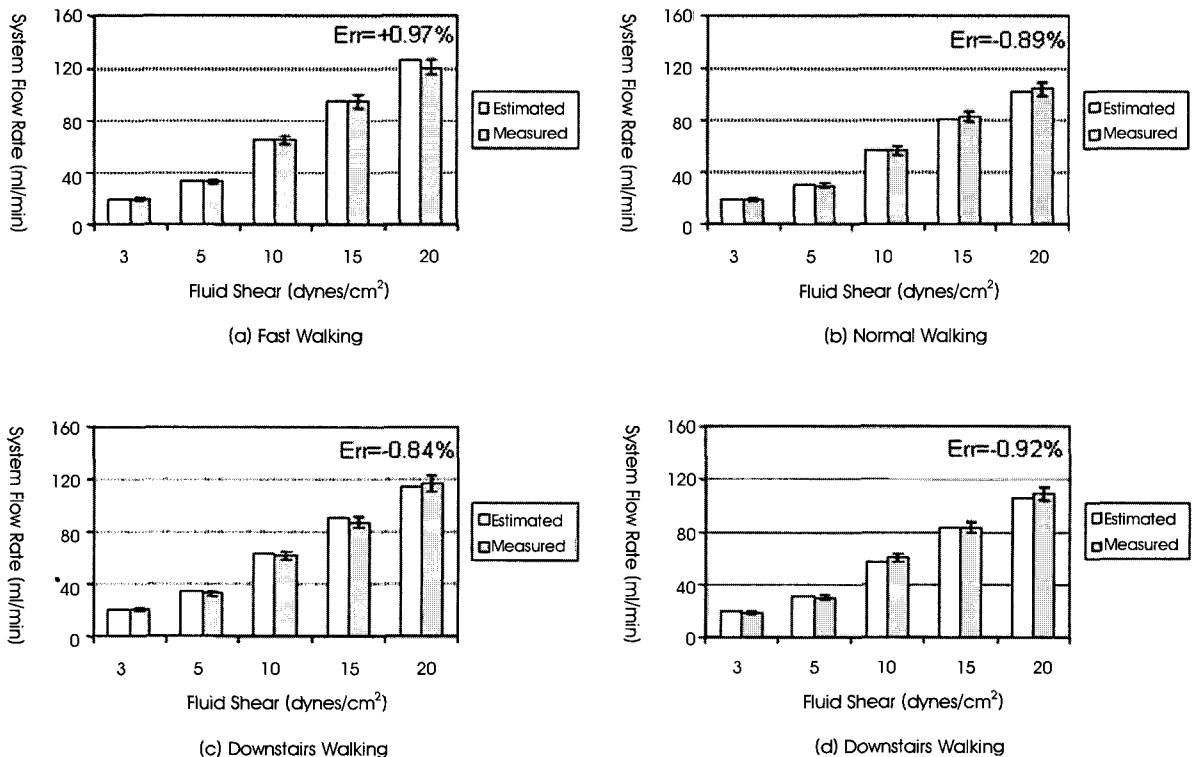 System Flow Rate (ml/min)
160
120
80
40
0
Err=+0.97%
Estimated
Measured
3 5 10 15 20
Fluid Shear (dynes/cm²)
(a) Fast Walking
System Flow Rate (ml/min)
160
120
80
40
0
Err=-0.89%
Estimated
Measured
3 5 10 15 20
Fluid Shear (dynes/cm²)
(b) Normal Walking
System Flow Rate (ml/min)
160
120
80
40
0
Err=-0.84%
Estimated
Measured
3 5 10 15 20
Fluid Shear (dynes/cm²)
(c) Downstairs Walking
System Flow Rate (ml/min)
160
120
80
40
0
Err=-0.92%
Estimated
Measured
3 5 10 15 20
Fluid Shear (dynes/cm²)
(d) Downstairs Walking